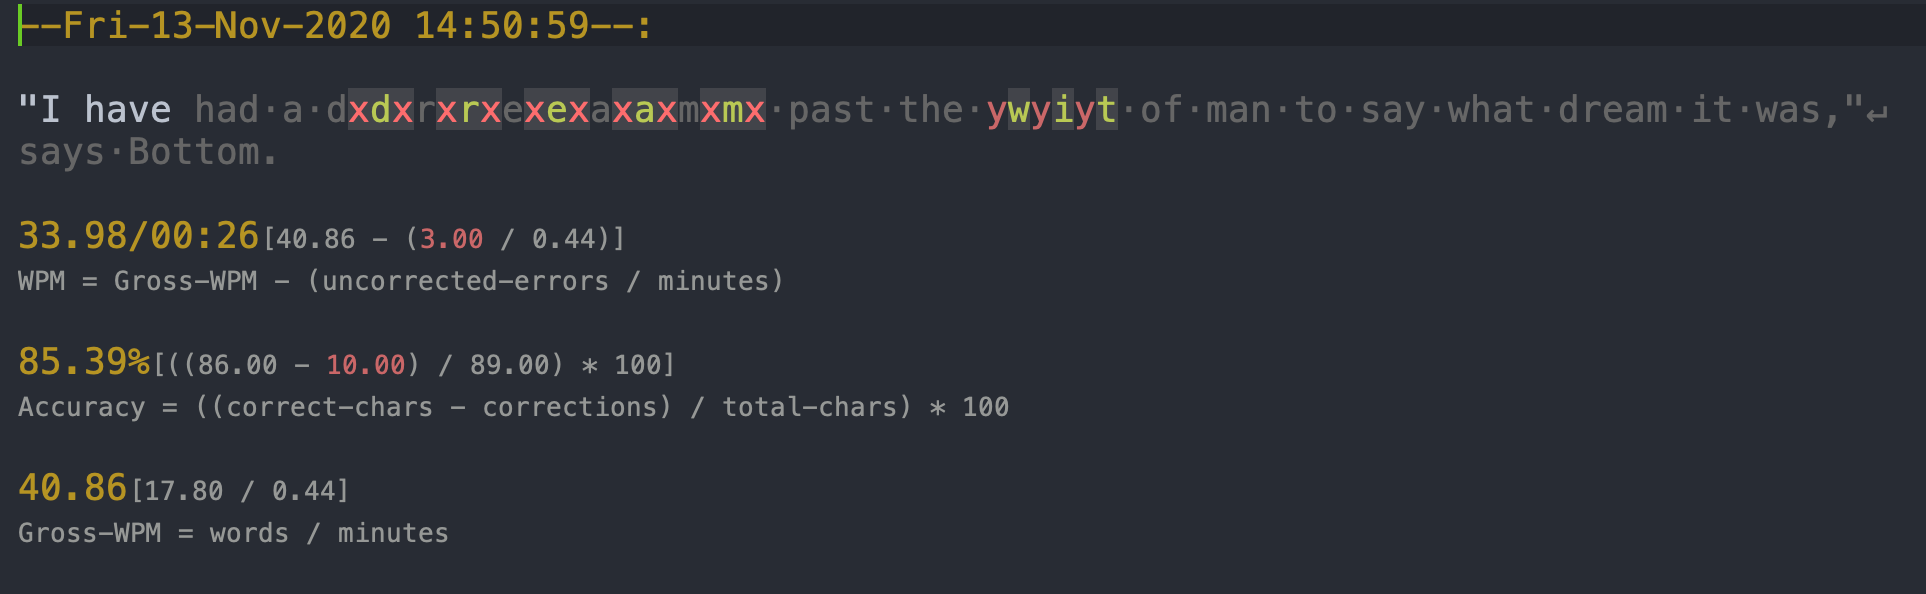 --Fri-13-Nov-2020 14:50:59--:
"I have had·a·dxdxrxrxexexaxaxmxmx·past·the·ywyiyt·of·man·to·say·what·dream·it·was,"↵
says·Bottom.
33.98/00:26[40.86 - (3.00 / 0.44)]
WPM = Gross-WPM - (uncorrected-errors / minutes)
85.39%[((86.00 - 10.00) / 89.00) * 100]
Accuracy = ((correct-chars - corrections) / total-chars) * 100
40.86[17.80 / 0.44]
Gross-WPM = words / minutes